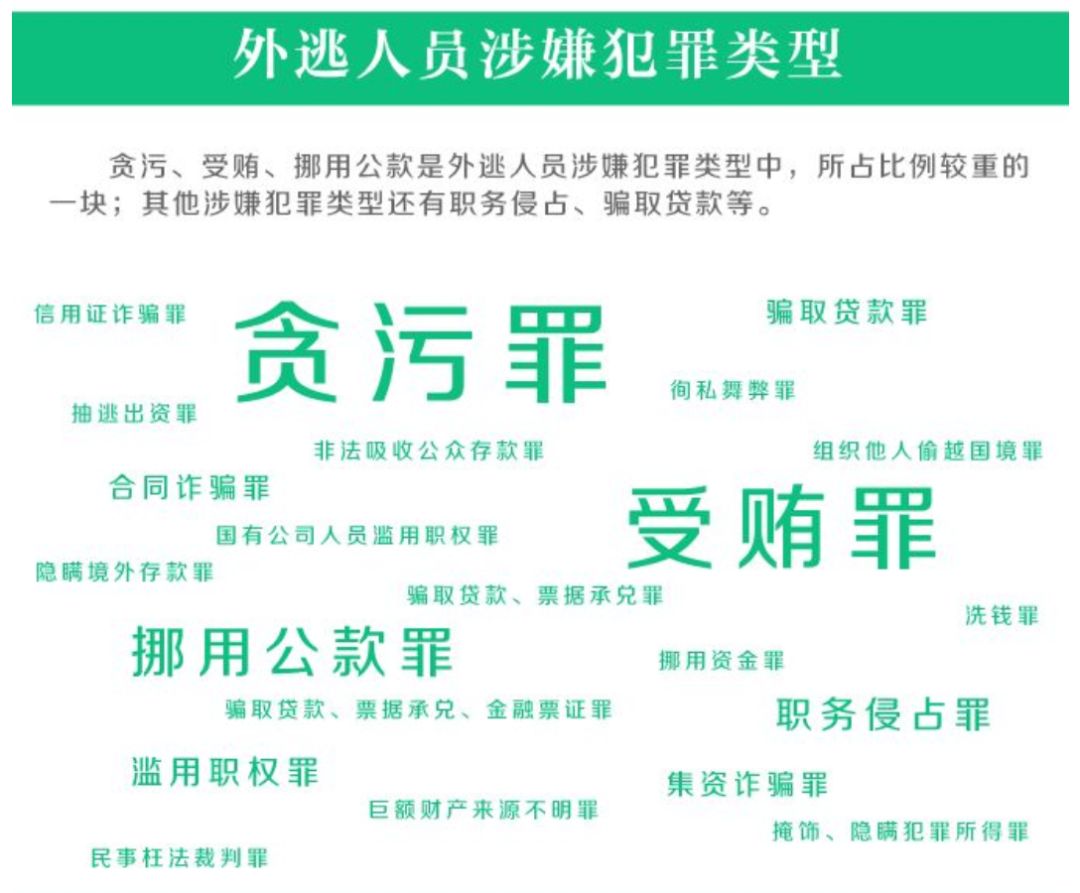 外逃人员涉嫌犯罪类型
贪污、受贿、挪用公款是外逃人员涉嫌犯罪类型中，所占比例较重的
一块；其他涉嫌犯罪类型还有职务侵占、骗取贷款等。
信用证诈骗罪
贪污罪
骗取贷款罪
徇私舞弊罪
抽逃出资罪
非法吸收公众存款罪
组织他人偷越国境罪
合同诈骗罪
受贿罪
国有公司人员滥用职权罪
隐瞒境外存款罪
骗取贷款、票据承兑罪
洗钱罪
挪用公款罪
挪用资金罪
骗取贷款、票据承兑、金融票证罪
职务侵占罪
滥用职权罪
集资诈骗罪
巨额财产来源不明罪
掩饰、隐瞒犯罪所得罪
民事枉法裁判罪